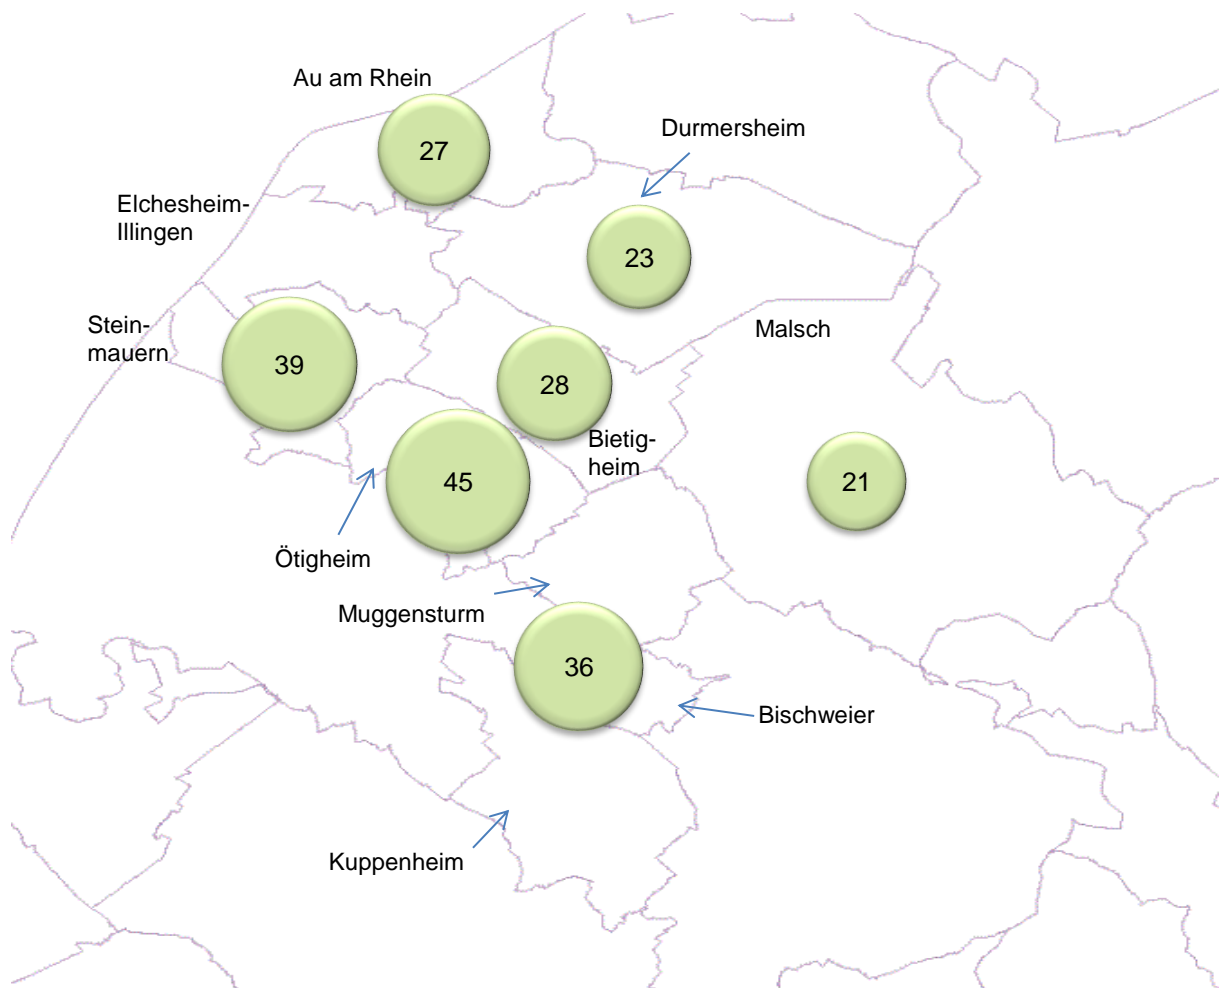 Au am Rhein
27
Durmersheim
Elchesheim-
Illingen
23
Stein-
mauern
Malsch
39
28
Bietig-
heim
45
21
Ötigheim
Muggensturm
36
Bischweier
Kuppenheim